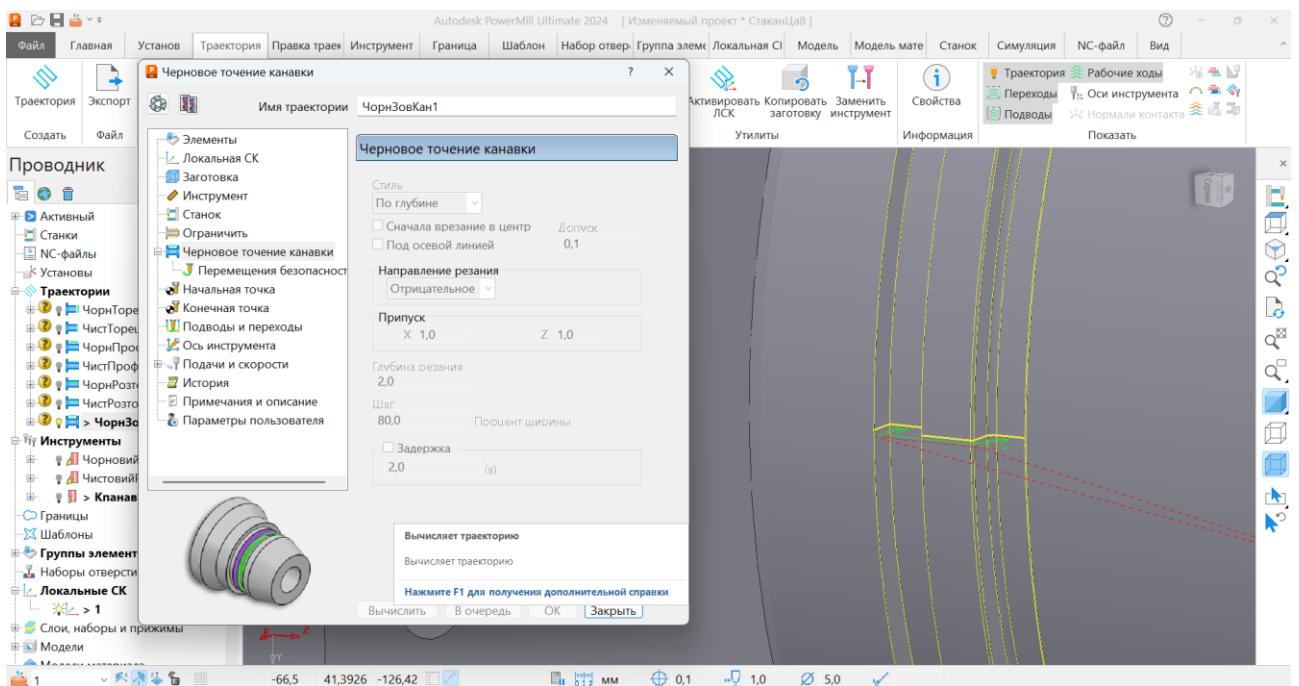 Autodesk PowerMill Ultimate 2024 [ Изменяемый проект * СтаканЦа8 ]
Файл Главная Установ Траектория Правка траек Инструмент Граница Шаблон Набор отвер Группа элеме Локальная СІ Модель Модель мате Станок Симуляция NC-файл Вид
Траектория Экспорт
Создать Файл
Активировать ЛСК
Копировать заготовку
Заменить инструмент
Утилиты
Свойства
Информация
Траектория Рабочие ходы
Переходы Оси инструмента
Подводы Нормали контакта
Показать
Черновое точение канавки ? ×
Имя траектории ЧорнЗовКан1
Элементы
Локальная СК
Заготовка
Инструмент
Станок
Ограничить
Черновое точение канавки
Перемещения безопасност
Начальная точка
Конечная точка
Подводы и переходы
Ось инструмента
Подачи и скорости
История
Примечания и описание
Параметры пользователя
Черновое точение канавки
Стиль
По глубине
Сначала врезание в центр Допуск
Под осевой линией 0,1
Направление резания
Отрицательное
Припуск
X 1,0 Z 1,0
Глубина резания
2,0
Шаг
80,0 Процент ширины
Задержка
2,0 (s)
Вычисляет траекторию
Вычисляет траекторию
Нажмите F1 для получения дополнительной справки
Вычислить В очередь ОК Закрыть
Проводник
Активный
Станки
NC-файлы
Установы
Траектории
ЧорнТоре
ЧистТорец
ЧорнПро
ЧистПроф
ЧорнРозт
ЧистРозто
> ЧорнЗо
Инструменты
Чорновий
Чистовий
> Кпанав
Границы
Шаблоны
Группы элемент
Наборы отверсти
Локальные СК
> 1
Слои, наборы и прижимы
Модели
Модели материала
Справа
X Z
Y
1 -66,5 41,3926 -126,42 мм 0,1 1,0 5,0